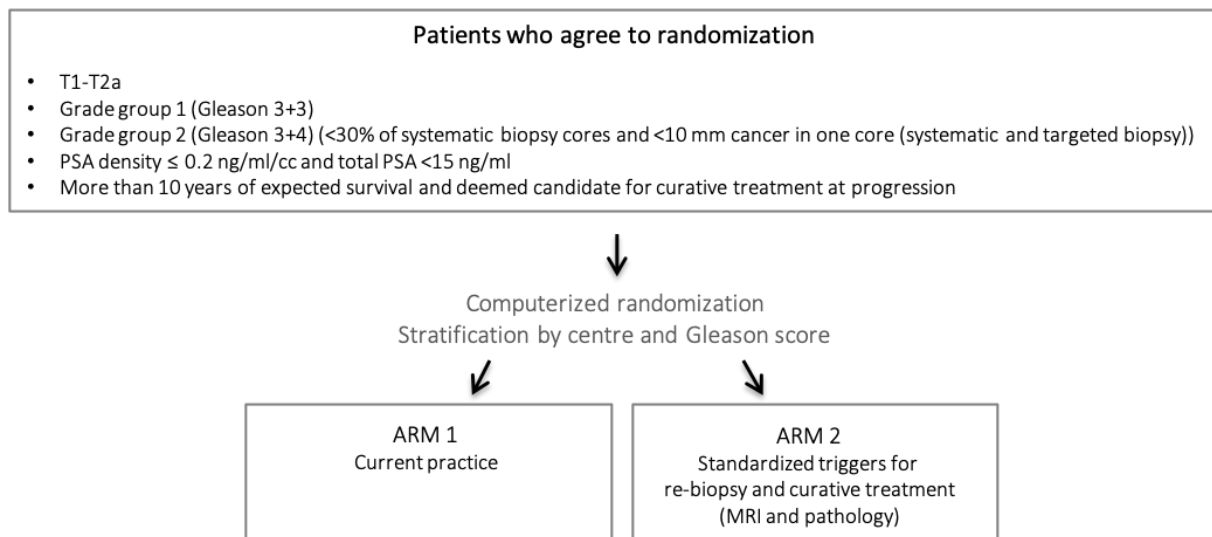 Patients who agree to randomization
• T1-T2a
• Grade group 1 (Gleason 3+3)
• Grade group 2 (Gleason 3+4) (<30% of systematic biopsy cores and <10 mm cancer in one core (systematic and targeted biopsy))
• PSA density ≤ 0.2 ng/ml/cc and total PSA <15 ng/ml
• More than 10 years of expected survival and deemed candidate for curative treatment at progression
Computerized randomization
Stratification by centre and Gleason score
ARM 1
Current practice
ARM 2
Standardized triggers for
re-biopsy and curative treatment
(MRI and pathology)